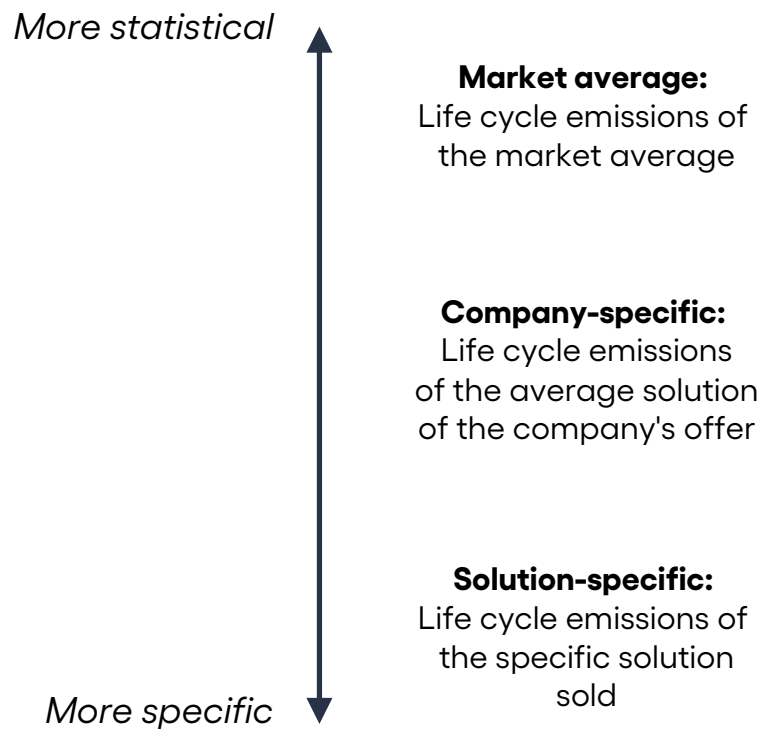 More statistical
Market average:
Life cycle emissions of
the market average
Company-specific:
Life cycle emissions
of the average solution
of the company's offer
Solution-specific:
Life cycle emissions of
the specific solution
sold
More specific